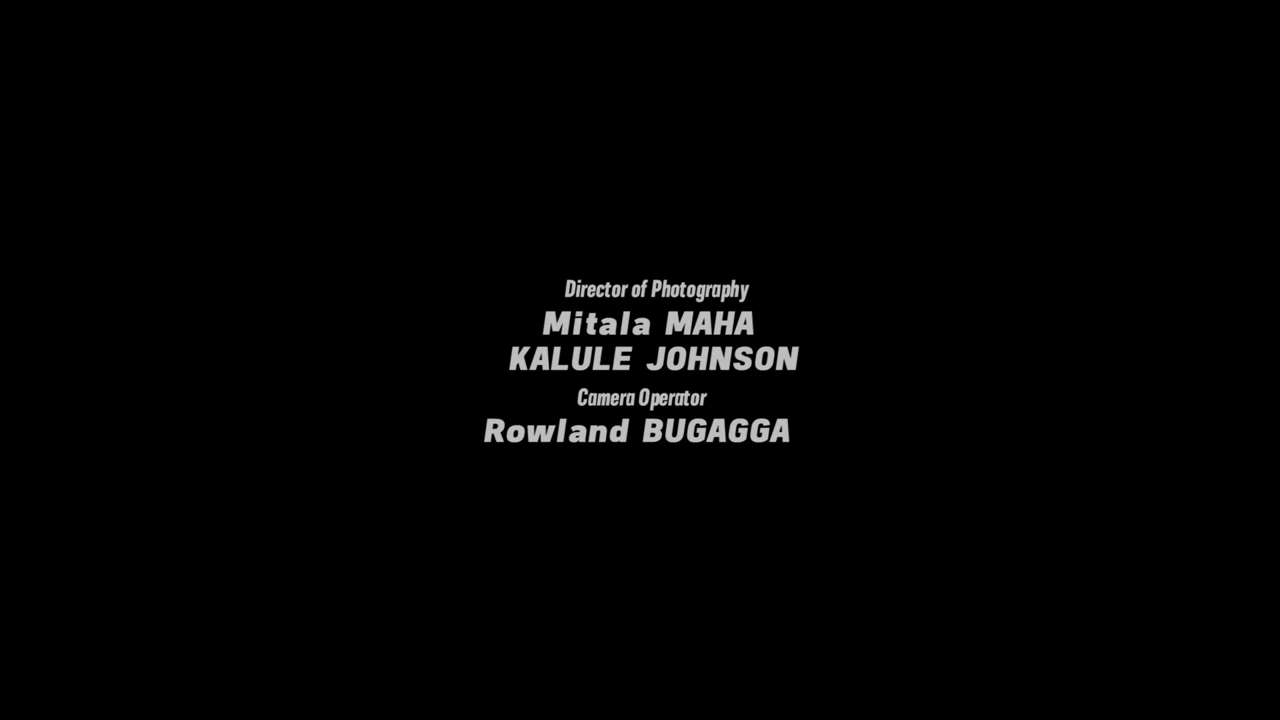 Director of Photography
Mitala MAHA
KALULE JOHNSON
Camera Operator
Rowland BUGAGGA